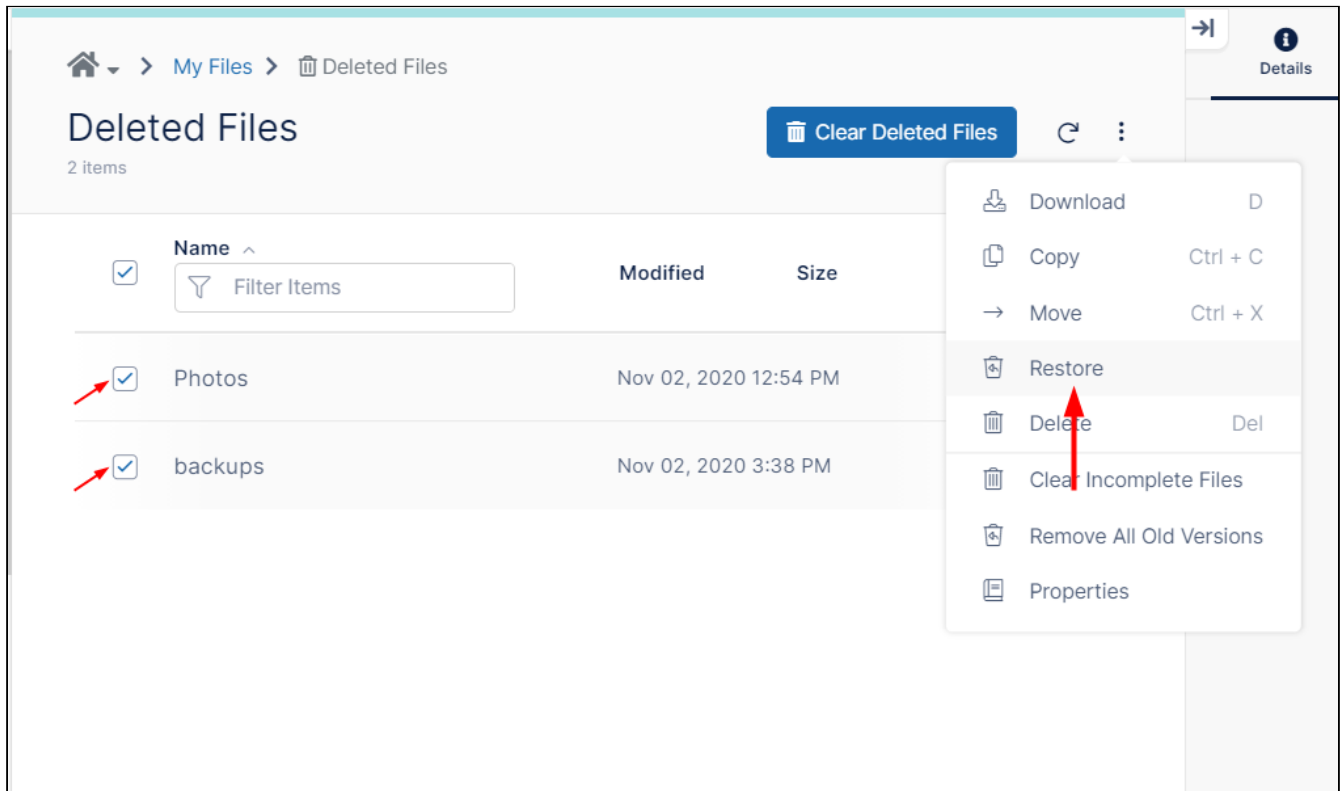 My Files Deleted Files
Details
Deleted Files
Clear Deleted Files
2 items
Download D
Copy Ctrl + C
Move Ctrl + X
Restore
Delete Del
Clear Incomplete Files
Remove All Old Versions
Properties
Name
Filter Items
Modified Size
Photos Nov 02, 2020 12:54 PM
backups Nov 02, 2020 3:38 PM